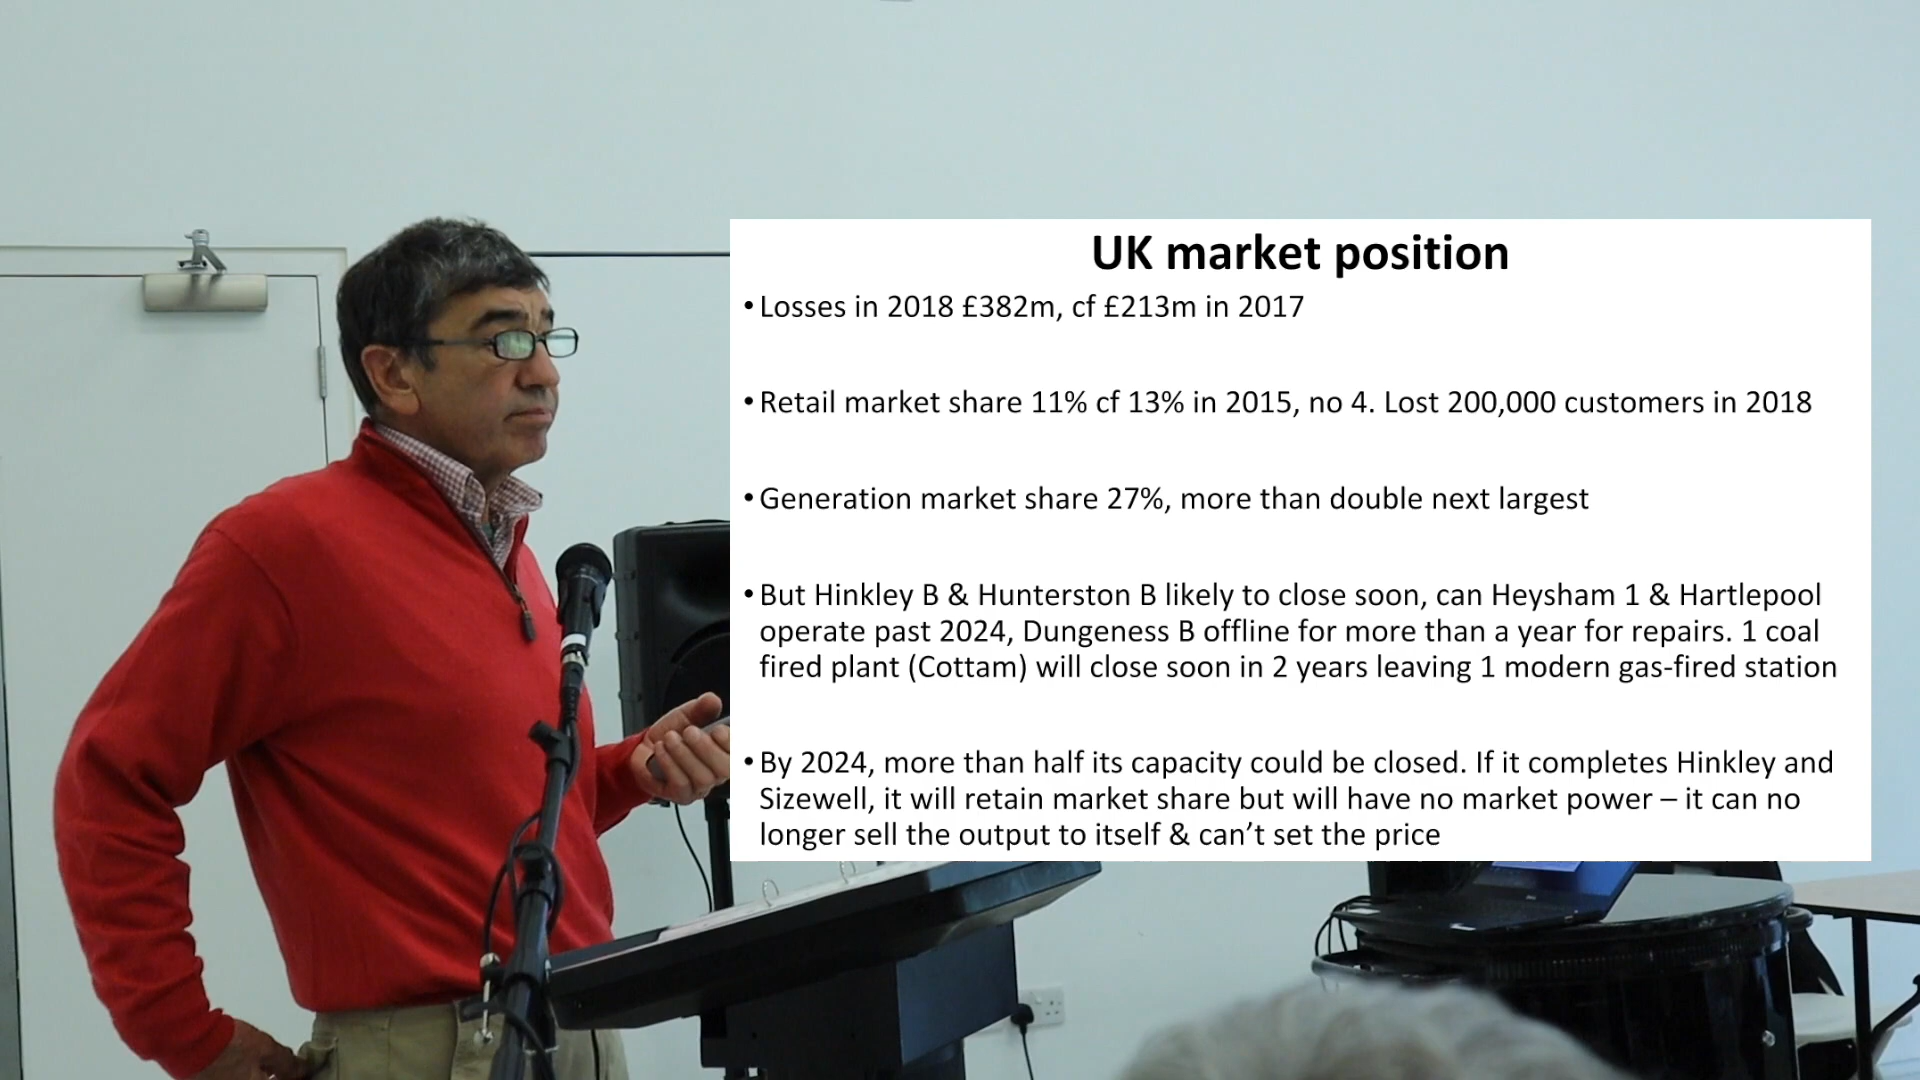 UK market position
• Losses in 2018 £382m, cf £213m in 2017
• Retail market share 11% cf 13% in 2015, no 4. Lost 200,000 customers in 2018
• Generation market share 27%, more than double next largest
• But Hinkley B & Hunterston B likely to close soon, can Heysham 1 & Hartlepool
operate past 2024, Dungeness B offline for more than a year for repairs. 1 coal
fired plant (Cottam) will close soon in 2 years leaving 1 modern gas-fired station
• By 2024, more than half its capacity could be closed. If it completes Hinkley and
Sizewell, it will retain market share but will have no market power – it can no
longer sell the output to itself & can’t set the price